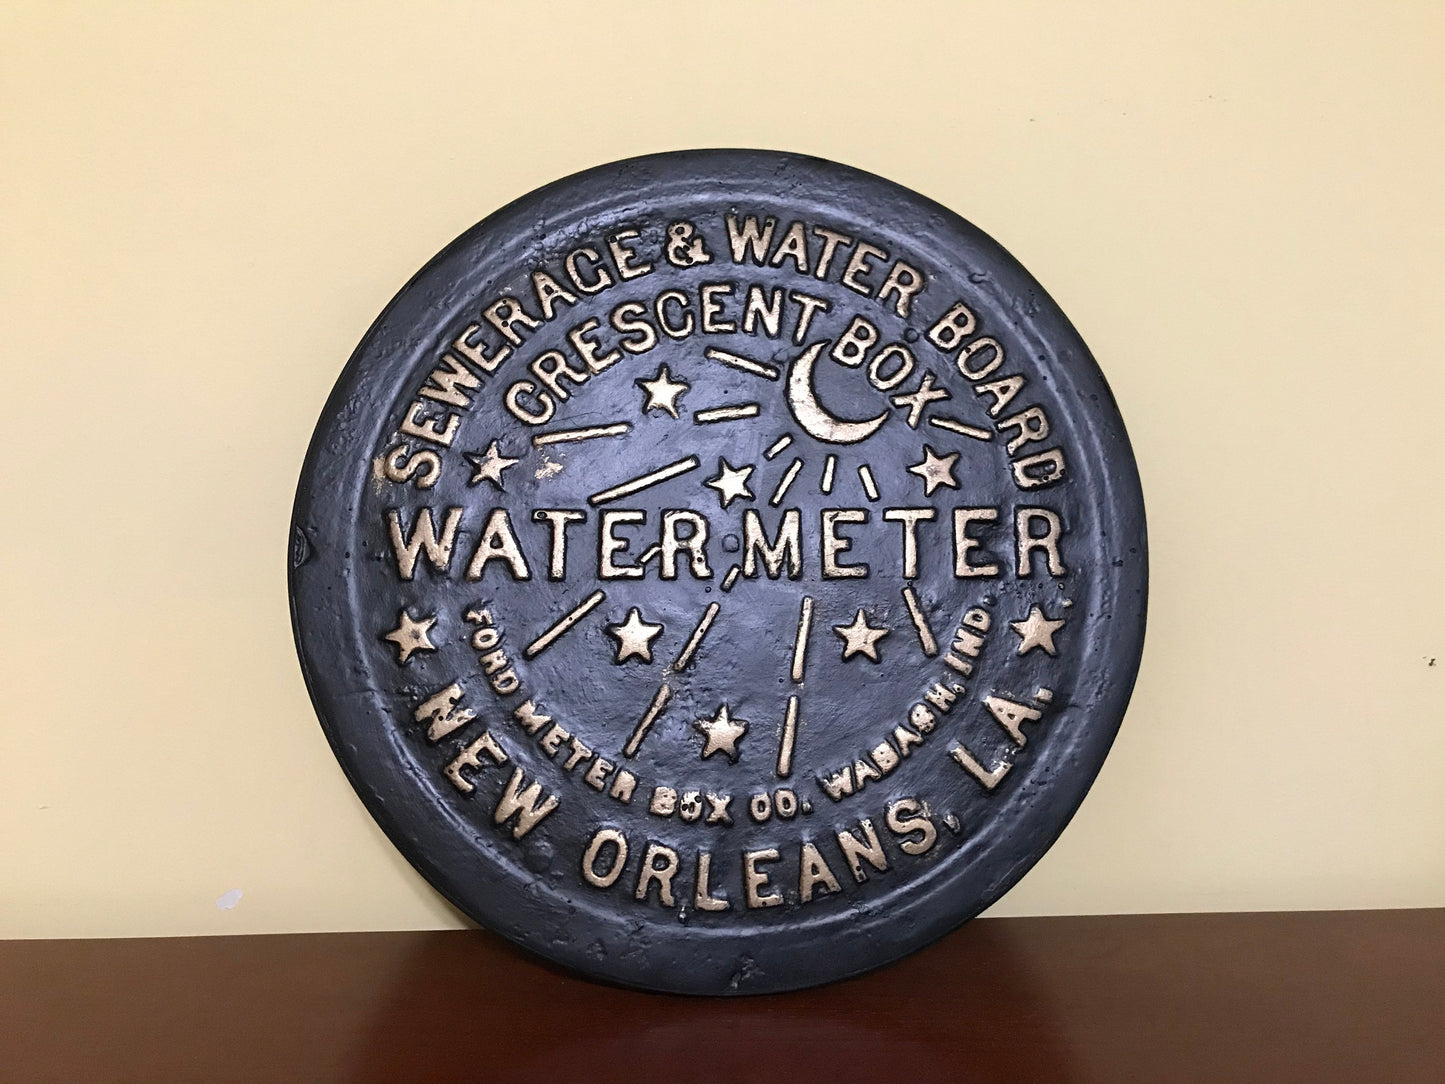 SEWERAGE & WATER BOARD
CRESCENT BOX
WATER METER
FORD METER BOX CO. WABASH, IND.
NEW ORLEANS, LA.